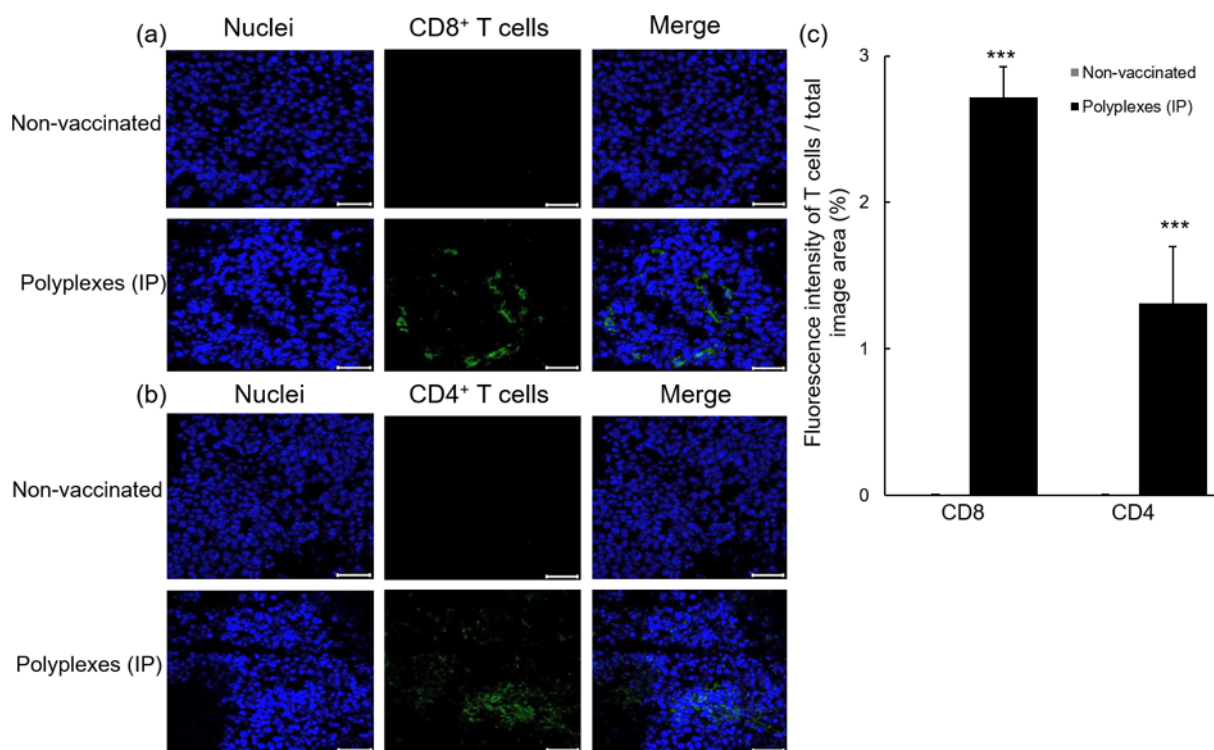 (a)
Nuclei
CD8⁺ T cells
Merge
Non-vaccinated
Polyplexes (IP)
(b)
Nuclei
CD4⁺ T cells
Merge
Non-vaccinated
Polyplexes (IP)
(c)
Fluorescence intensity of T cells / total
image area (%)
3
2
1
0
***
***
CD8
CD4
Non-vaccinated
Polyplexes (IP)